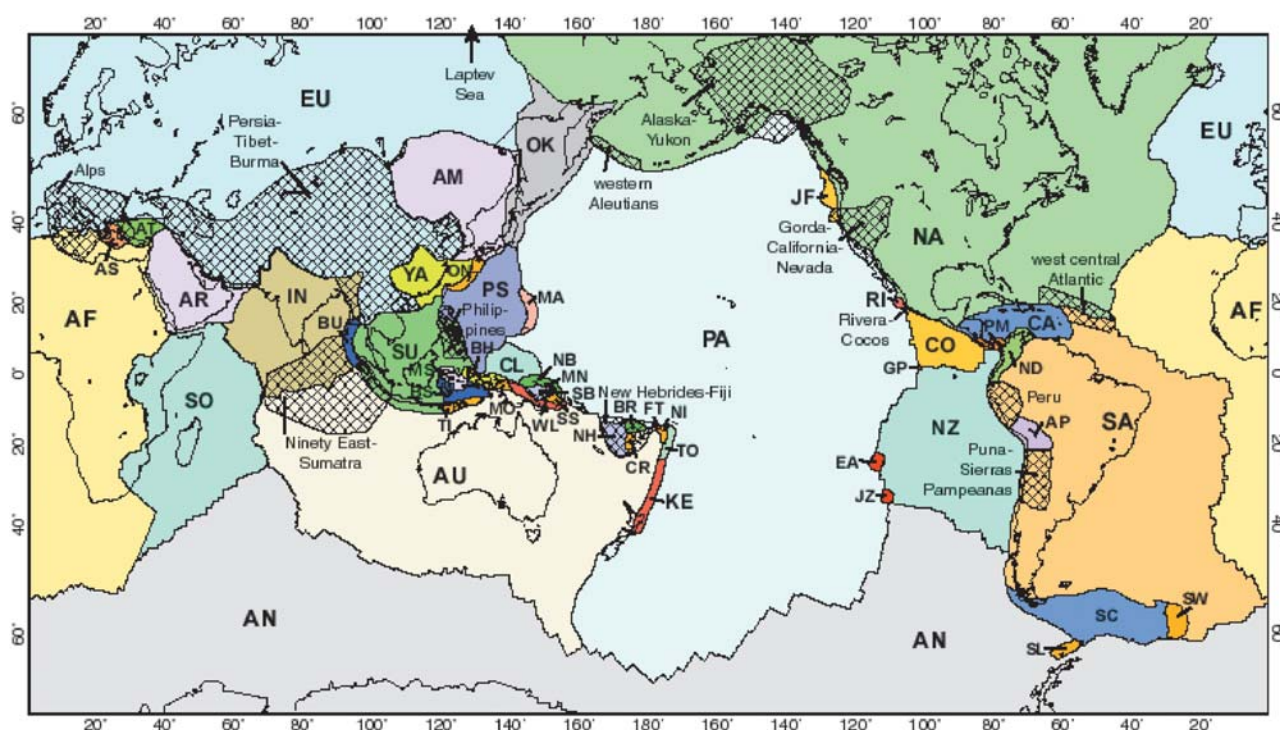 20˚ 40˚ 60˚ 80˚ 100˚ 120˚ 140˚ 160˚ 180˚ 160˚ 140˚ 120˚ 100˚ 80˚ 60˚ 40˚ 20˚
Laptev
Sea
EU
Persia-
Tibet-
Burma
Alps
AM
OK
Alaska-
Yukon
western
Aleutians
EU
60˚
60˚
40˚
40˚
JF
Gorda-
California-
Nevada
NA
west central
Atlantic
AT
AS
AR
IN
YA
ON
PS
MA
Philip-
pines
RI
Rivera-
Cocos
PM
CA
20˚
20˚
AF
AF
BU
SU
BH
MS
BS
CL
NB
MN
SB
SS
WL
MO
TI
PA
CO
GP
ND
0˚
0˚
SO
Ninety East-
Sumatra
New Hebrides-Fiji
BR
FT
NI
NH
CR
TO
NZ
Peru
AP
SA
Puna-
Sierras
Pampeanas
20˚
20˚
AU
KE
EA
JZ
40˚
40˚
AN
AN
SC
SW
SL
60˚
60˚
20˚ 40˚ 60˚ 80˚ 100˚ 120˚ 140˚ 160˚ 180˚ 160˚ 140˚ 120˚ 100˚ 80˚ 60˚ 40˚ 20˚